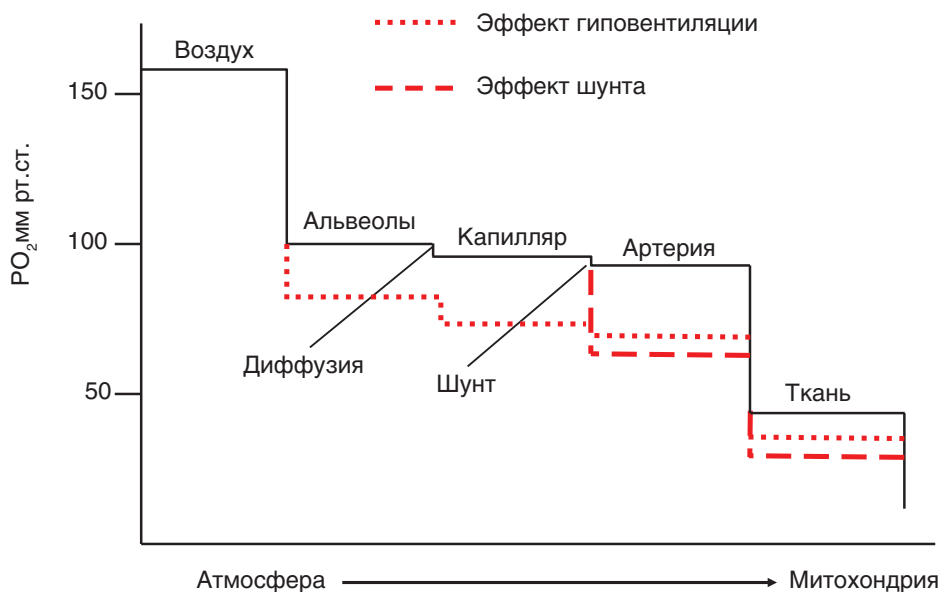 Эффект гиповентиляции
Эффект шунта
Воздух
150
Альвеолы
Капилляр
Артерия
100
PO₂мм рт.ст.
Диффузия
Шунт
50
Ткань
Атмосфера
Митохондрия